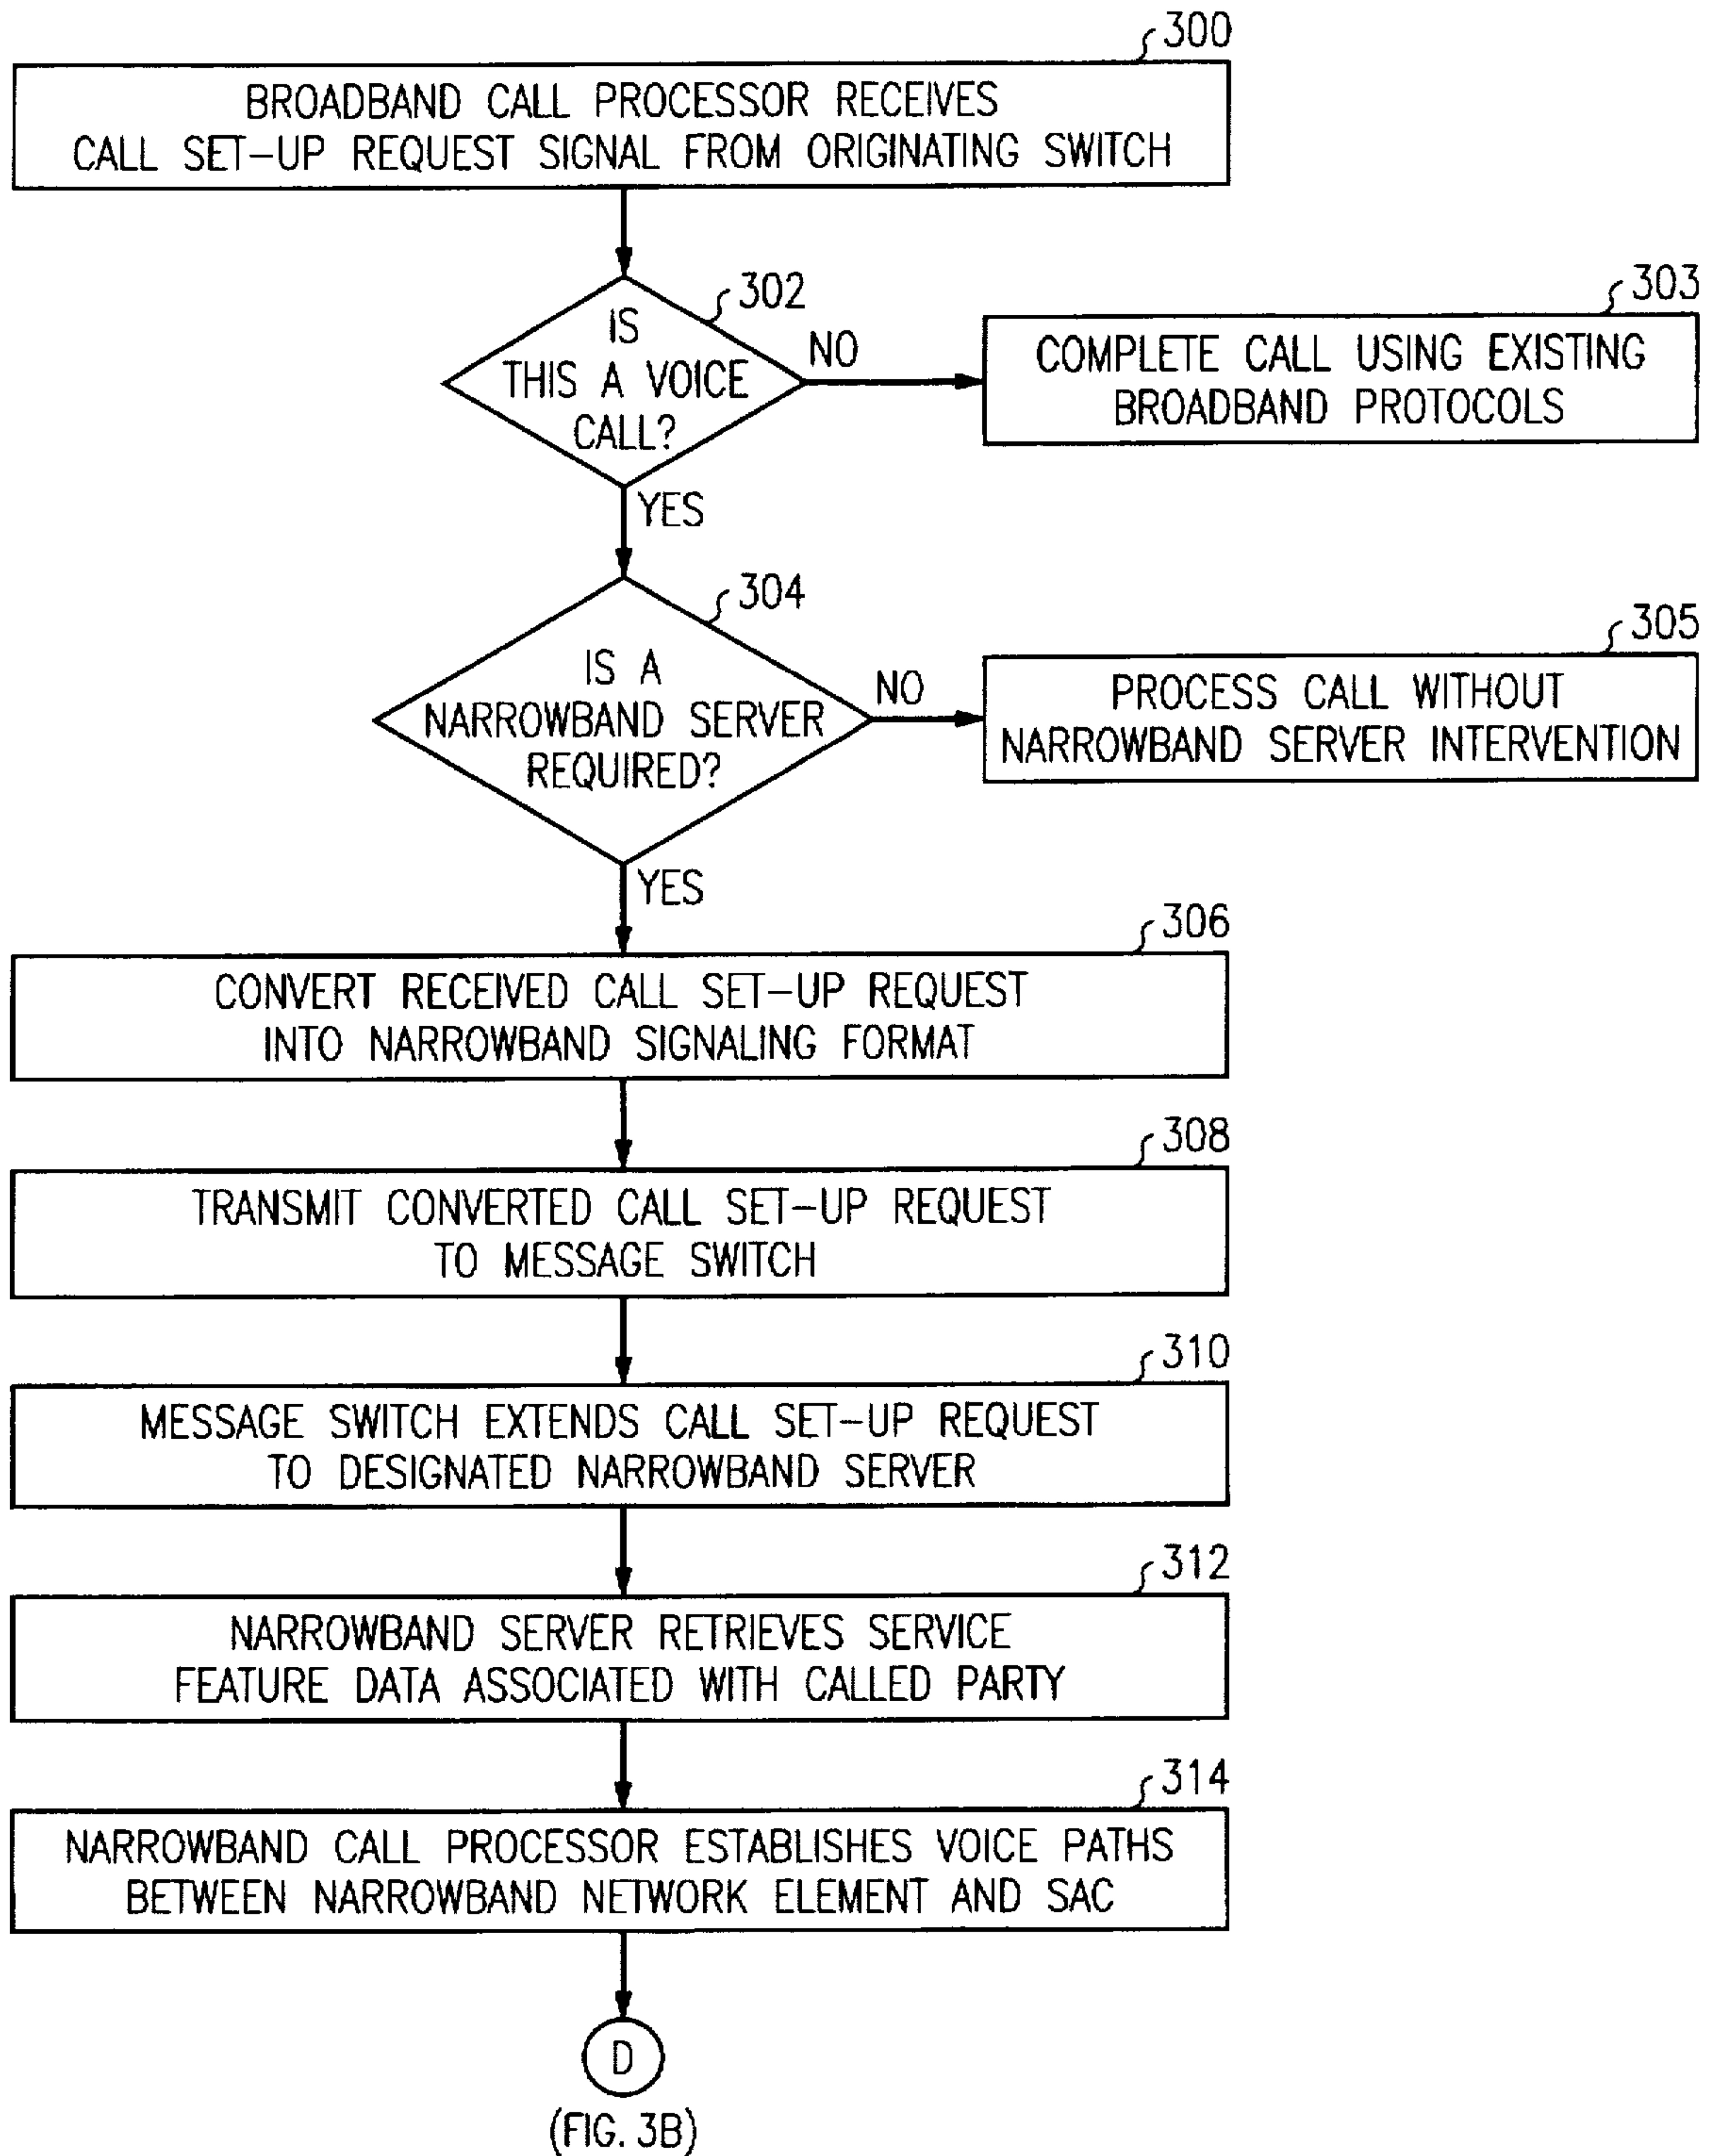 300
BROADBAND CALL PROCESSOR RECEIVES
CALL SET-UP REQUEST SIGNAL FROM ORIGINATING SWITCH
302
IS
THIS A VOICE
CALL?
NO
303
COMPLETE CALL USING EXISTING
BROADBAND PROTOCOLS
YES
304
IS A
NARROWBAND SERVER
REQUIRED?
NO
305
PROCESS CALL WITHOUT
NARROWBAND SERVER INTERVENTION
YES
306
CONVERT RECEIVED CALL SET-UP REQUEST
INTO NARROWBAND SIGNALING FORMAT
308
TRANSMIT CONVERTED CALL SET-UP REQUEST
TO MESSAGE SWITCH
310
MESSAGE SWITCH EXTENDS CALL SET-UP REQUEST
TO DESIGNATED NARROWBAND SERVER
312
NARROWBAND SERVER RETRIEVES SERVICE
FEATURE DATA ASSOCIATED WITH CALLED PARTY
314
NARROWBAND CALL PROCESSOR ESTABLISHES VOICE PATHS
BETWEEN NARROWBAND NETWORK ELEMENT AND SAC
D
(FIG. 3B)